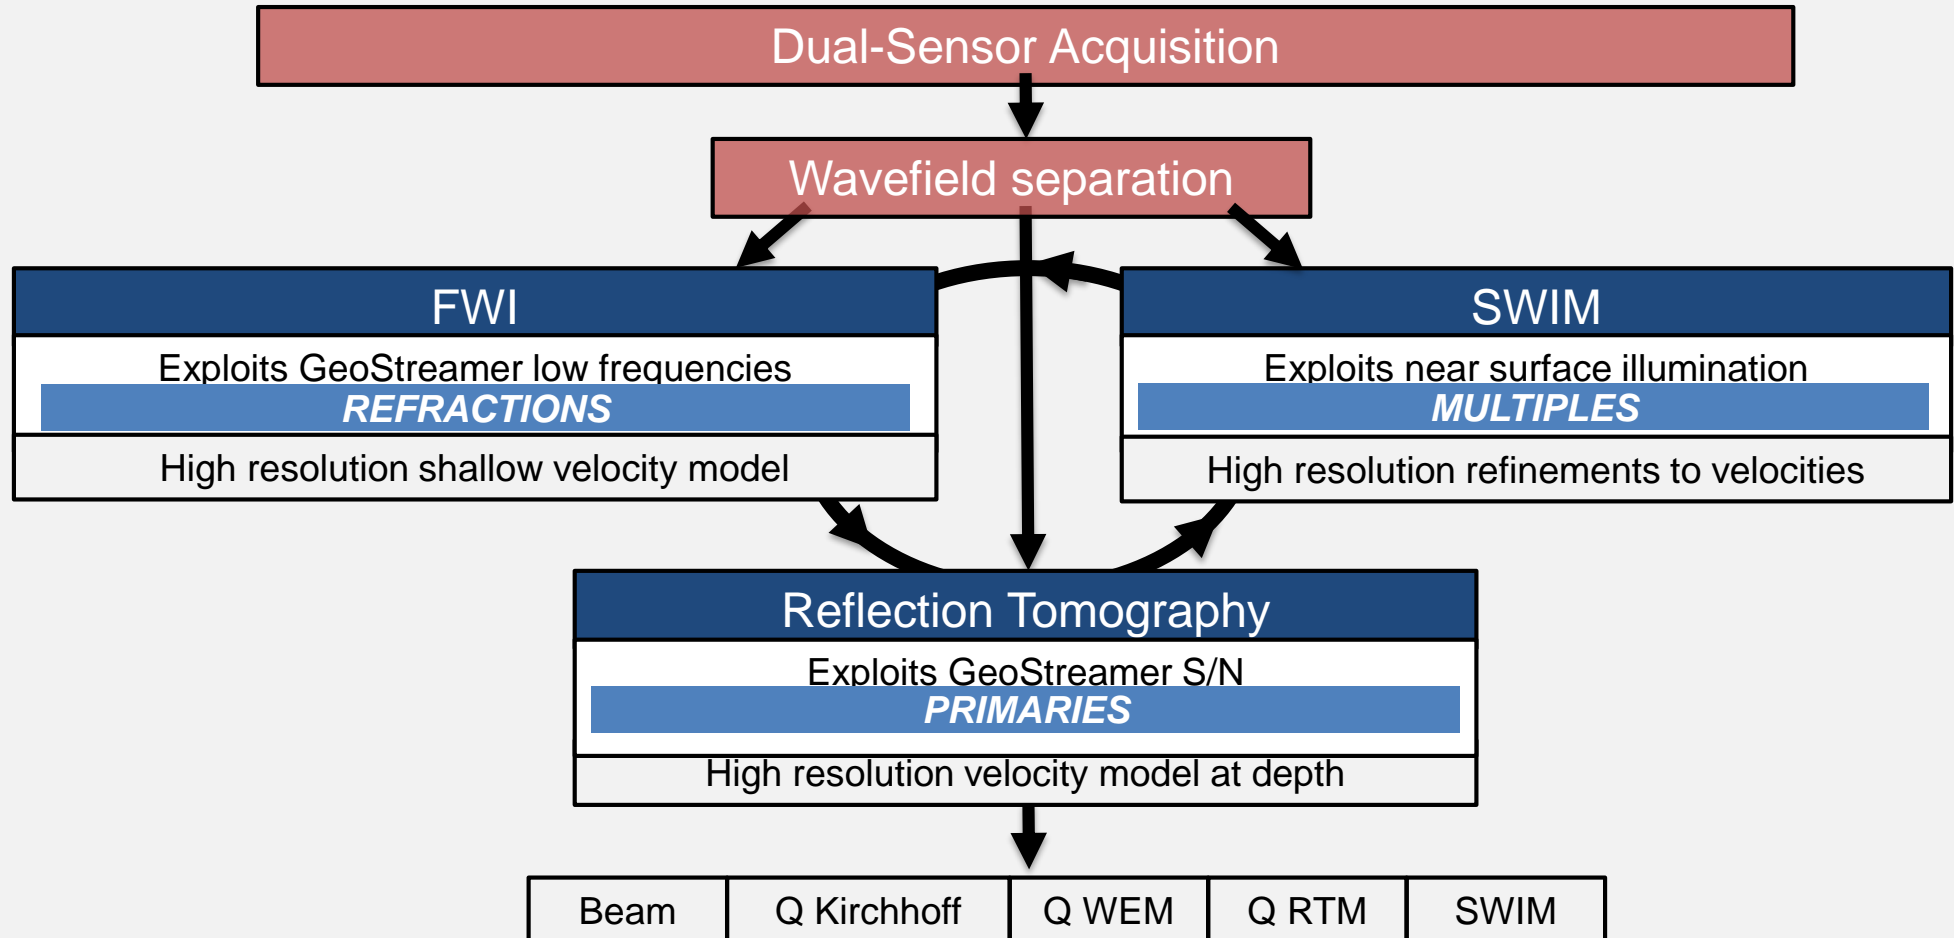 Dual-Sensor Acquisition
Wavefield separation
FWI
Exploits GeoStreamer low frequencies
REFRACTIONS
High resolution shallow velocity model
SWIM
Exploits near surface illumination
MULTIPLES
High resolution refinements to velocities
Reflection Tomography
Exploits GeoStreamer S/N
PRIMARIES
High resolution velocity model at depth
Beam
Q Kirchhoff
Q WEM
Q RTM
SWIM